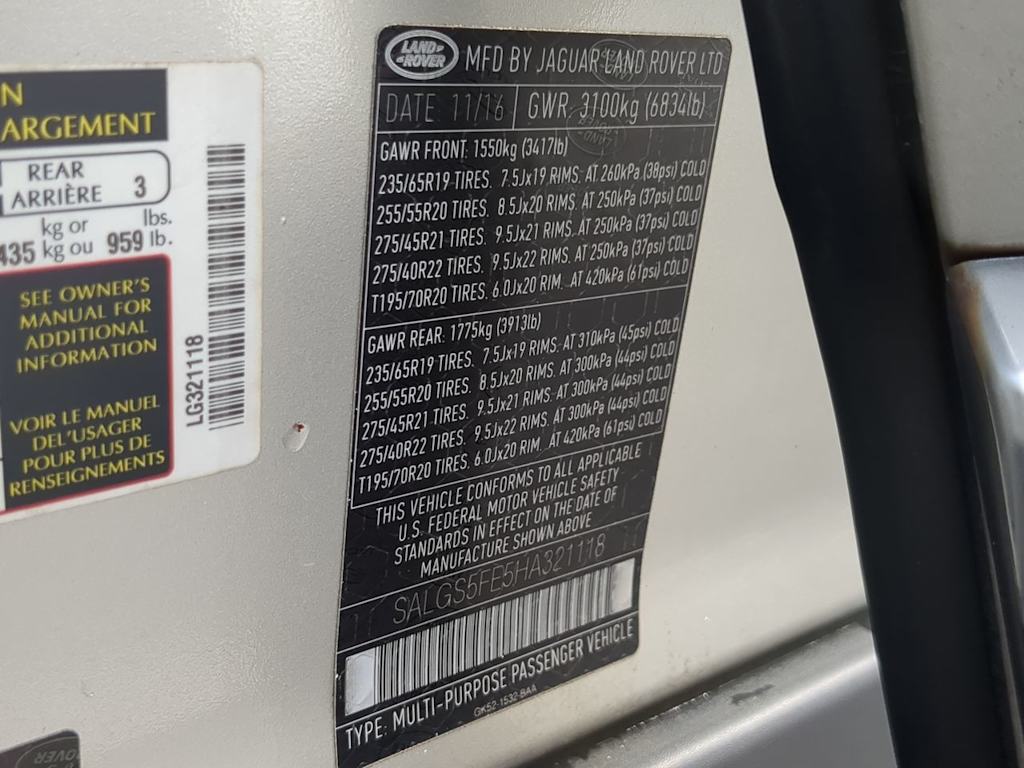 N
ARGEMENT
REAR
ARRIÈRE 3
kg or lbs.
435 kg ou 959 lb.
SEE OWNER'S
MANUAL FOR
ADDITIONAL
INFORMATION
VOIR LE MANUEL
DEL'USAGER
POUR PLUS DE
RENSEIGNEMENTS
LG321118
LAND ROVER
MFD BY JAGUAR LAND ROVER LTD
DATE 11/16 GWR 3100kg (6834lb)
GAWR FRONT. 1550kg (3417lb)
235/65R19 TIRES. 7.5Jx19 RIMS. AT 260kPa (38psi) COLD
255/55R20 TIRES. 8.5Jx20 RIMS. AT 250kPa (37psi) COLD
275/45R21 TIRES. 9.5Jx21 RIMS. AT 250kPa (37psi) COLD
275/40R22 TIRES. 9.5Jx22 RIMS. AT 250kPa (37psi) COLD
T195/70R20 TIRES. 6.0Jx20 RIM. AT 420kPa (61psi) COLD
GAWR REAR. 1775kg (3913lb)
235/65R19 TIRES. 7.5Jx19 RIMS. AT 310kPa (45psi) COLD
255/55R20 TIRES. 8.5Jx20 RIMS. AT 300kPa (44psi) COLD
275/45R21 TIRES. 9.5Jx21 RIMS. AT 300kPa (44psi) COLD
275/40R22 TIRES. 9.5Jx22 RIMS. AT 300kPa (44psi) COLD
T195/70R20 TIRES. 6.0Jx20 RIM. AT 420kPa (61psi) COLD
THIS VEHICLE CONFORMS TO ALL APPLICABLE
U.S. FEDERAL MOTOR VEHICLE SAFETY
STANDARDS IN EFFECT ON THE DATE OF
MANUFACTURE SHOWN ABOVE
SALGS5FE5HA321118
TYPE: MULTI-PURPOSE PASSENGER VEHICLE
GK52-1532-BAA
ROVER